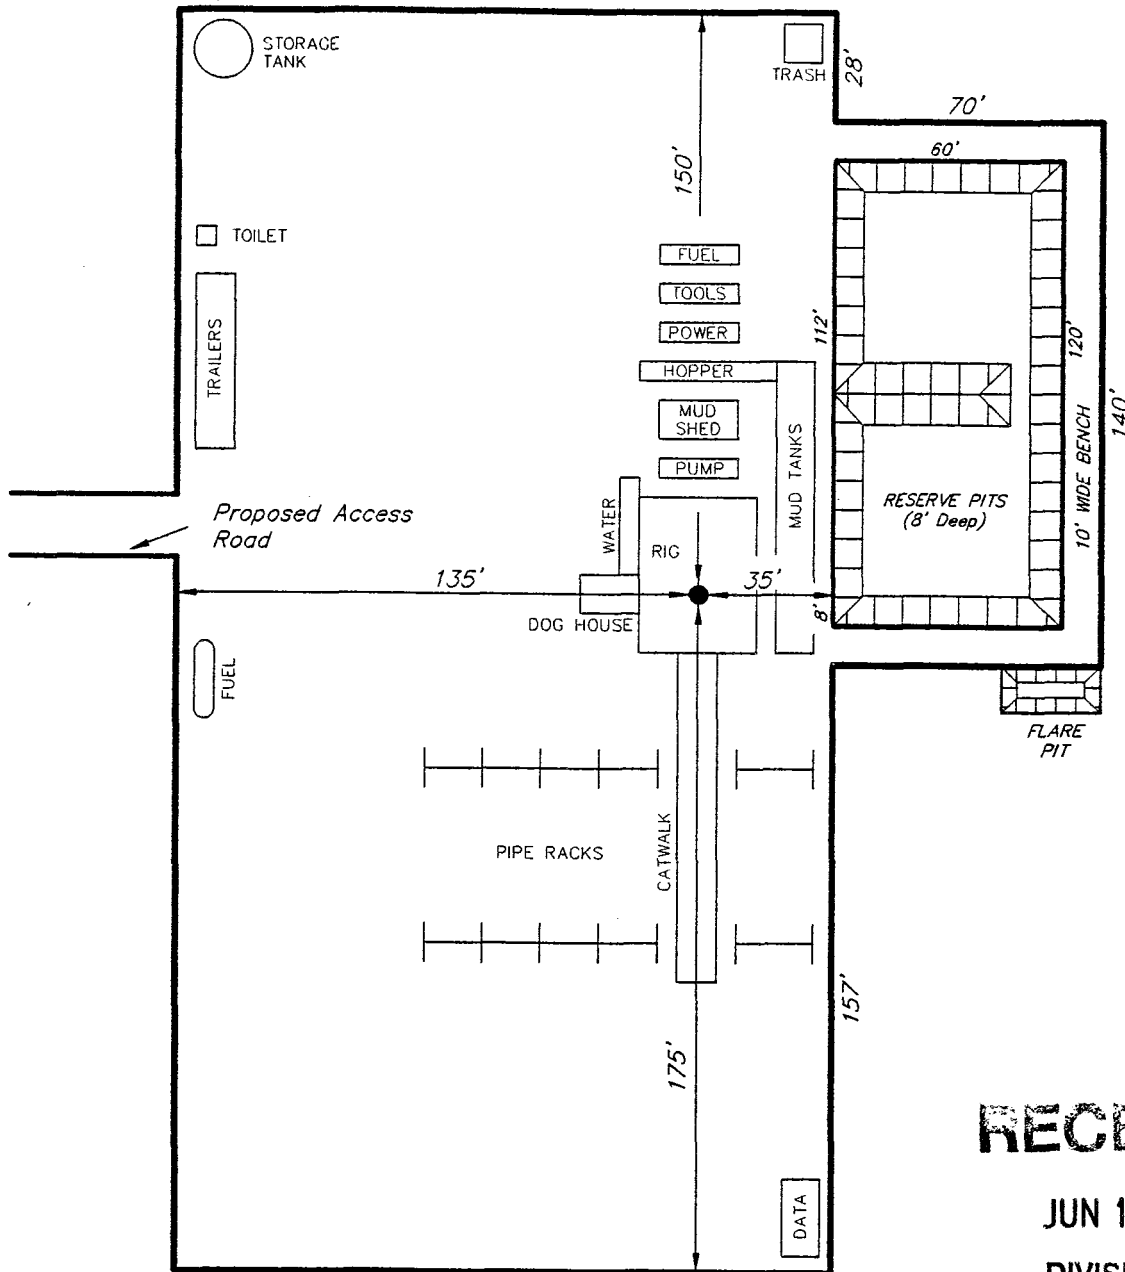 STORAGE
TANK
TRASH
28'
70'
60'
150'
TOILET
FUEL
TOOLS
POWER
TRAILERS
HOPPER
MUD
SHED
PUMP
MUD TANKS
112'
120'
140'
10' WIDE BENCH
RESERVE PITS
(8' Deep)
Proposed Access
Road
WATER
RIG
135'
35'
8'
DOG HOUSE
FUEL
FLARE
PIT
PIPE RACKS
CATWALK
157'
175'
DATA
JUN 1